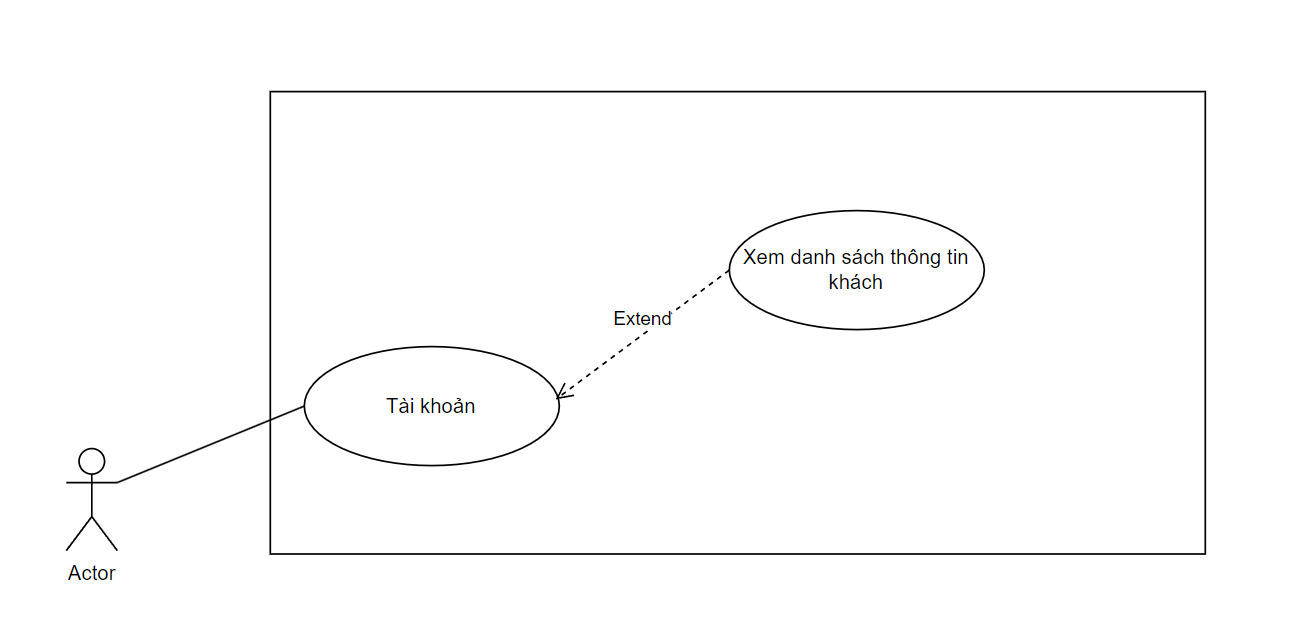 Xem danh sách thông tin
khách
Extend
Tài khoản
Actor